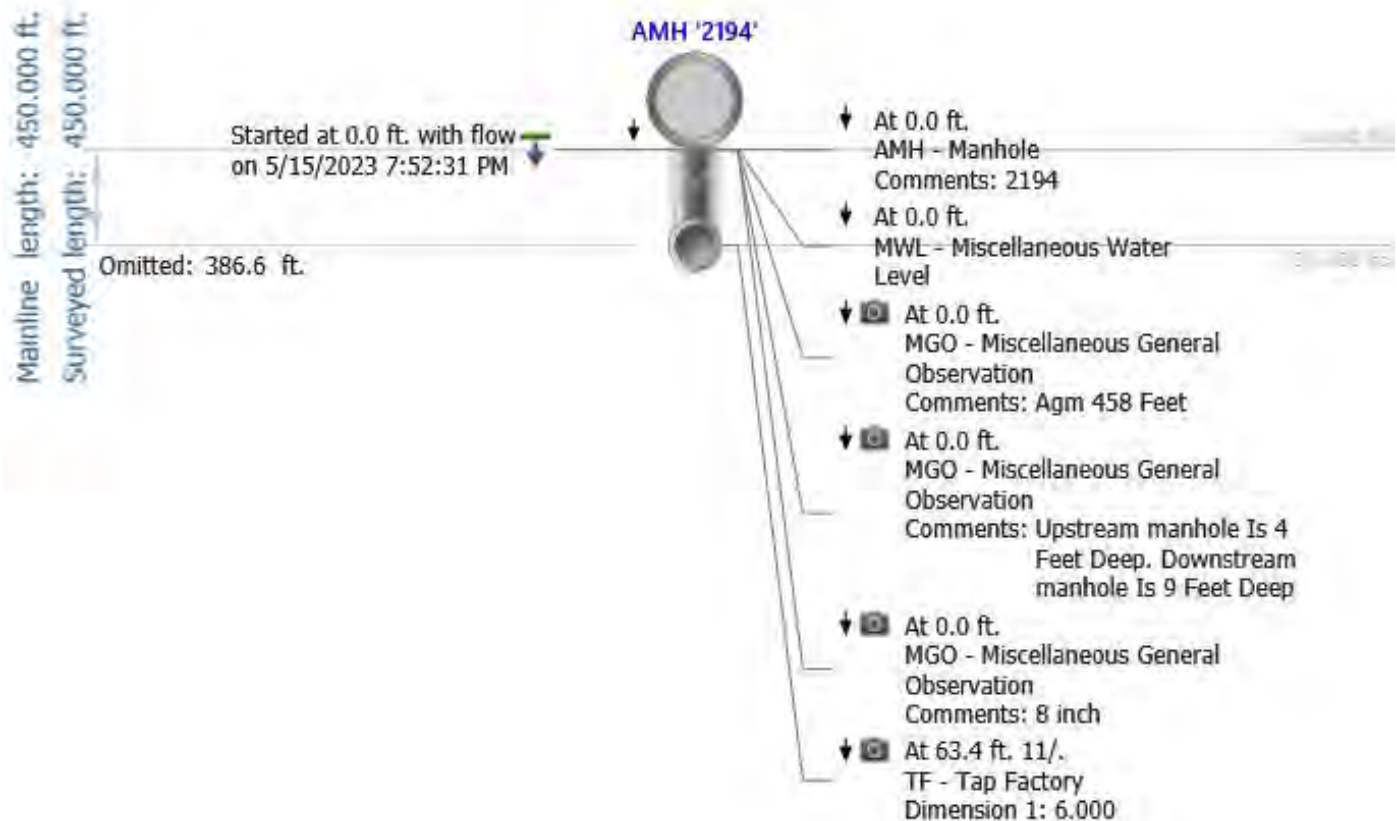 Mainline length: 450.000 ft.
Surveyed length: 450.000 ft.
AMH '2194'
Started at 0.0 ft. with flow
on 5/15/2023 7:52:31 PM
Omitted: 386.6 ft.
At 0.0 ft.
AMH - Manhole
Comments: 2194
At 0.0 ft.
MWL - Miscellaneous Water
Level
At 0.0 ft.
MGO - Miscellaneous General
Observation
Comments: Agm 458 Feet
At 0.0 ft.
MGO - Miscellaneous General
Observation
Comments: Upstream manhole Is 4
Feet Deep. Downstream
manhole Is 9 Feet Deep
At 0.0 ft.
MGO - Miscellaneous General
Observation
Comments: 8 inch
At 63.4 ft. 11/.
TF - Tap Factory
Dimension 1: 6.000